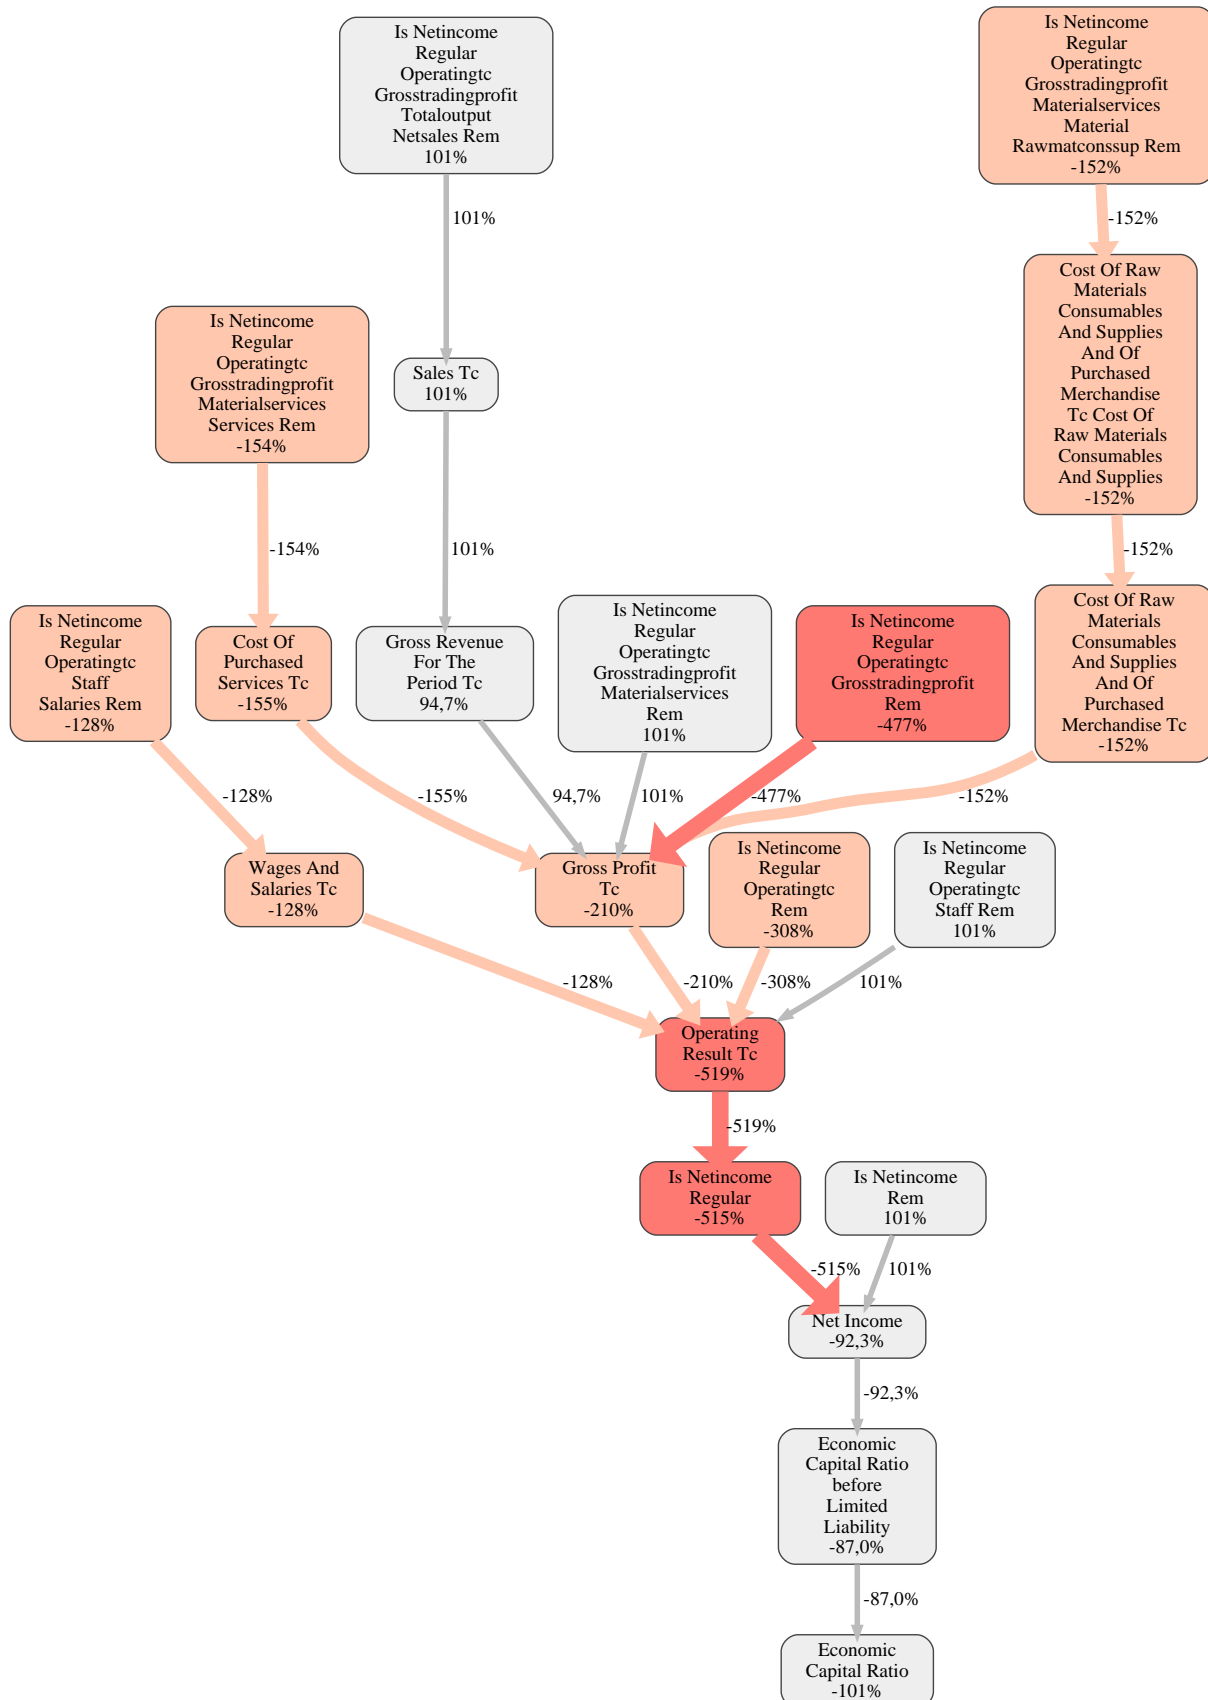 Is Netincome
Regular
Operatingtc
Grosstradingprofit
Totaloutput
Netsales Rem
101%
Is Netincome
Regular
Operatingtc
Grosstradingprofit
Materialservices
Material
Rawmatconssup Rem
-152%
101%
-152%
Cost Of Raw
Materials
Consumables
And Supplies
And Of
Purchased
Merchandise
Tc Cost Of
Raw Materials
Consumables
And Supplies
-152%
Is Netincome
Regular
Operatingtc
Grosstradingprofit
Materialservices
Services Rem
-154%
Sales Tc
101%
-154%
101%
-152%
Is Netincome
Regular
Operatingtc
Staff
Salaries Rem
-128%
Cost Of
Purchased
Services Tc
-155%
Gross Revenue
For The
Period Tc
94,7%
Is Netincome
Regular
Operatingtc
Grosstradingprofit
Materialservices
Rem
101%
Is Netincome
Regular
Operatingtc
Grosstradingprofit
Rem
-477%
Cost Of Raw
Materials
Consumables
And Supplies
And Of
Purchased
Merchandise Tc
-152%
-128%
-155%
94,7%
101%
-477%
-152%
Wages And
Salaries Tc
-128%
Gross Profit
Tc
-210%
Is Netincome
Regular
Operatingtc
Rem
-308%
Is Netincome
Regular
Operatingtc
Staff Rem
101%
-128%
-210%
-308%
101%
Operating
Result Tc
-519%
-519%
Is Netincome
Regular
-515%
Is Netincome
Rem
101%
-515%
101%
Net Income
-92,3%
-92,3%
Economic
Capital Ratio
before
Limited
Liability
-87,0%
-87,0%
Economic
Capital Ratio
-101%